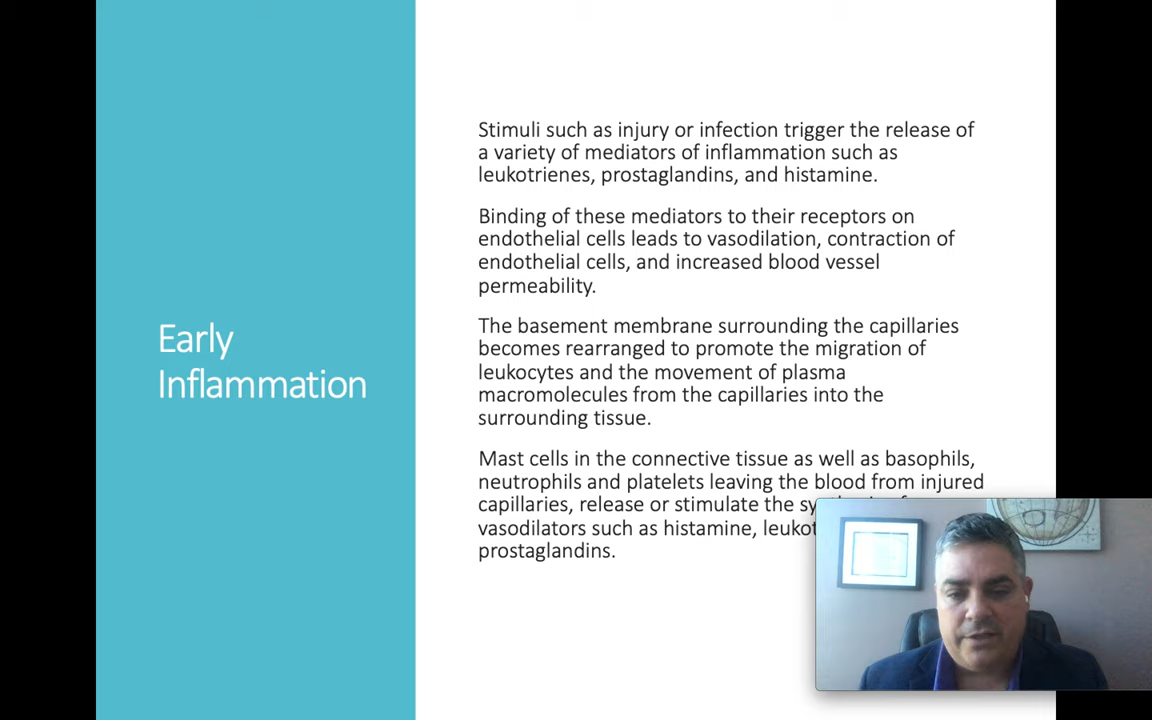 Early
Inflammation
Stimuli such as injury or infection trigger the release of
a variety of mediators of inflammation such as
leukotrienes, prostaglandins, and histamine.
Binding of these mediators to their receptors on
endothelial cells leads to vasodilation, contraction of
endothelial cells, and increased blood vessel
permeability.
The basement membrane surrounding the capillaries
becomes rearranged to promote the migration of
leukocytes and the movement of plasma
macromolecules from the capillaries into the
surrounding tissue.
Mast cells in the connective tissue as well as basophils,
neutrophils and platelets leaving the blood from injured
capillaries, release or stimulate the
vasodilators such as histamine,
prostaglandins.